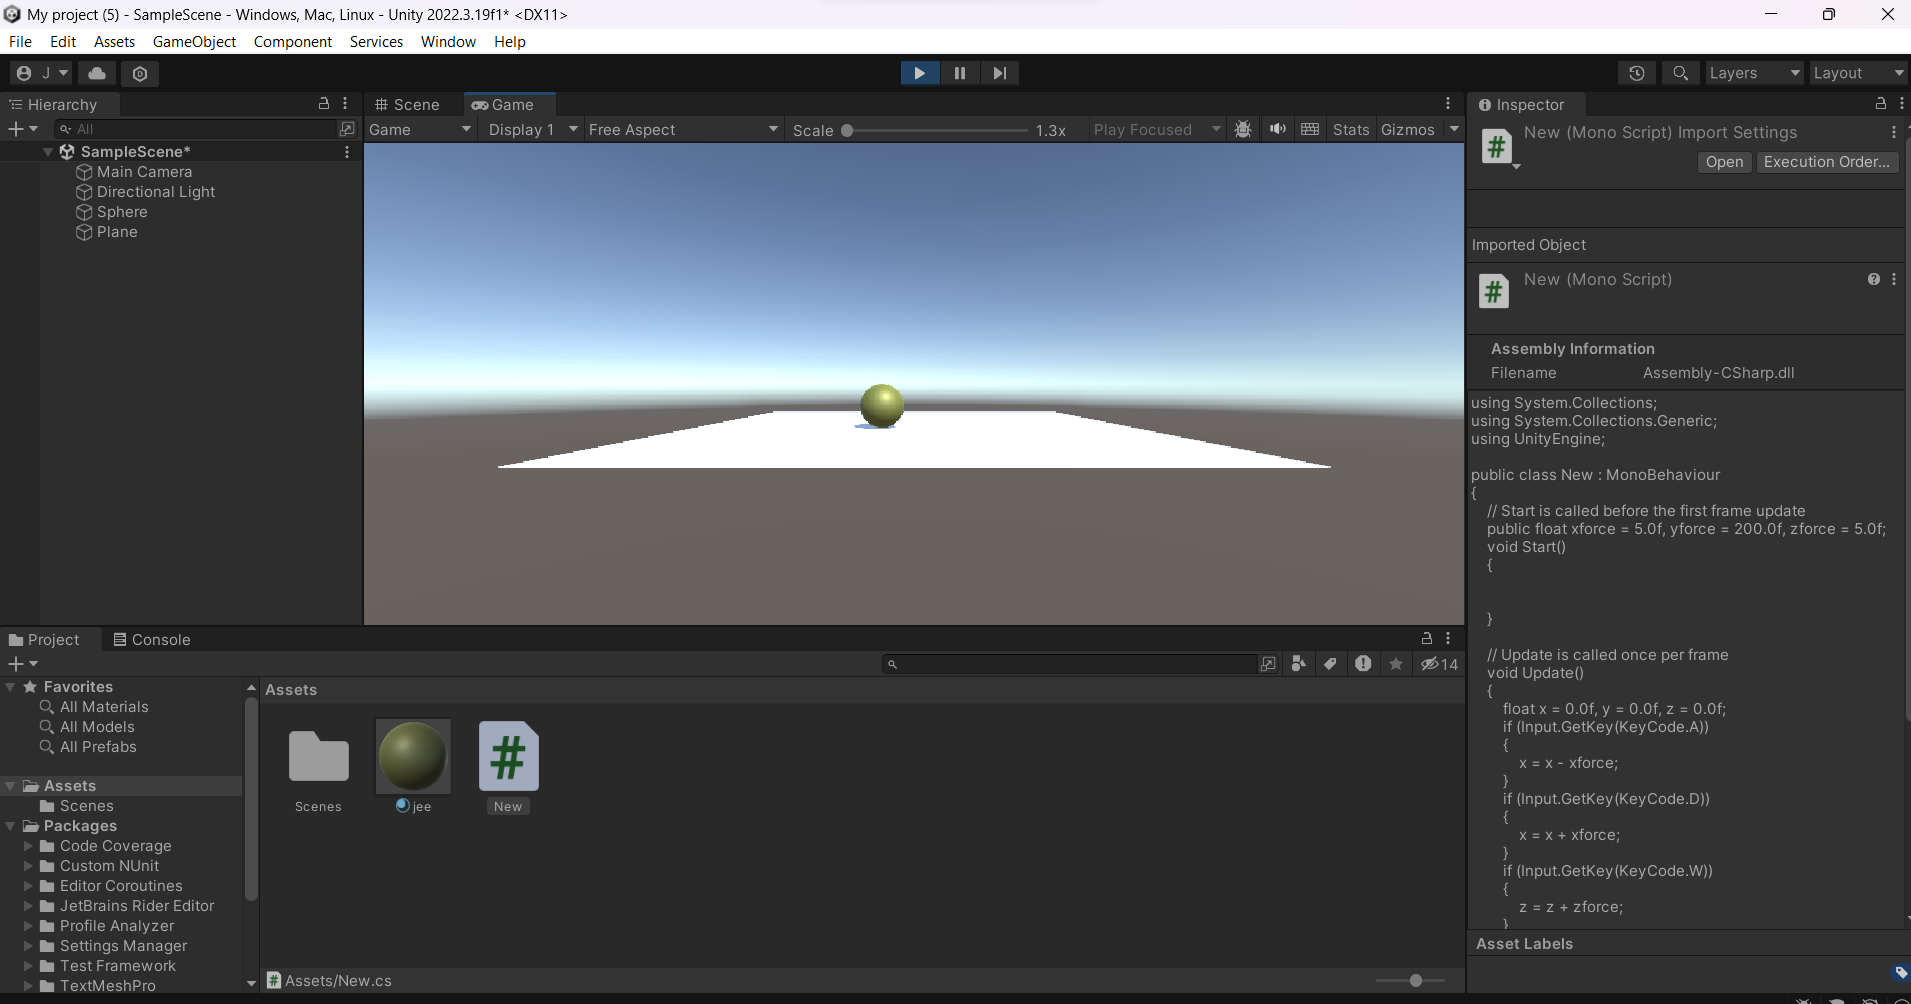 My project (5) - SampleScene - Windows, Mac, Linux - Unity 2022.3.19f1* <DX11>
File Edit Assets GameObject Component Services Window Help
J
Layers Layout
Hierarchy
All
SampleScene*
Main Camera
Directional Light
Sphere
Plane
Scene Game
Game Display 1 Free Aspect Scale 1.3x Play Focused Stats Gizmos
Inspector
New (Mono Script) Import Settings
Open Execution Order...
Imported Object
New (Mono Script)
Assembly Information
Filename Assembly-CSharp.dll
using System.Collections;
using System.Collections.Generic;
using UnityEngine;
public class New : MonoBehaviour
{
// Start is called before the first frame update
public float xforce = 5.0f, yforce = 200.0f, zforce = 5.0f;
void Start()
{
}
// Update is called once per frame
void Update()
{
float x = 0.0f, y = 0.0f, z = 0.0f;
if (Input.GetKey(KeyCode.A))
{
x = x - xforce;
}
if (Input.GetKey(KeyCode.D))
{
x = x + xforce;
}
if (Input.GetKey(KeyCode.W))
{
z = z + zforce;
}
Asset Labels
Project Console
14
Favorites
All Materials
All Models
All Prefabs
Assets
Scenes
Packages
Code Coverage
Custom NUnit
Editor Coroutines
JetBrains Rider Editor
Profile Analyzer
Settings Manager
Test Framework
TextMeshPro
Assets
Scenes jee New
Assets/New.cs